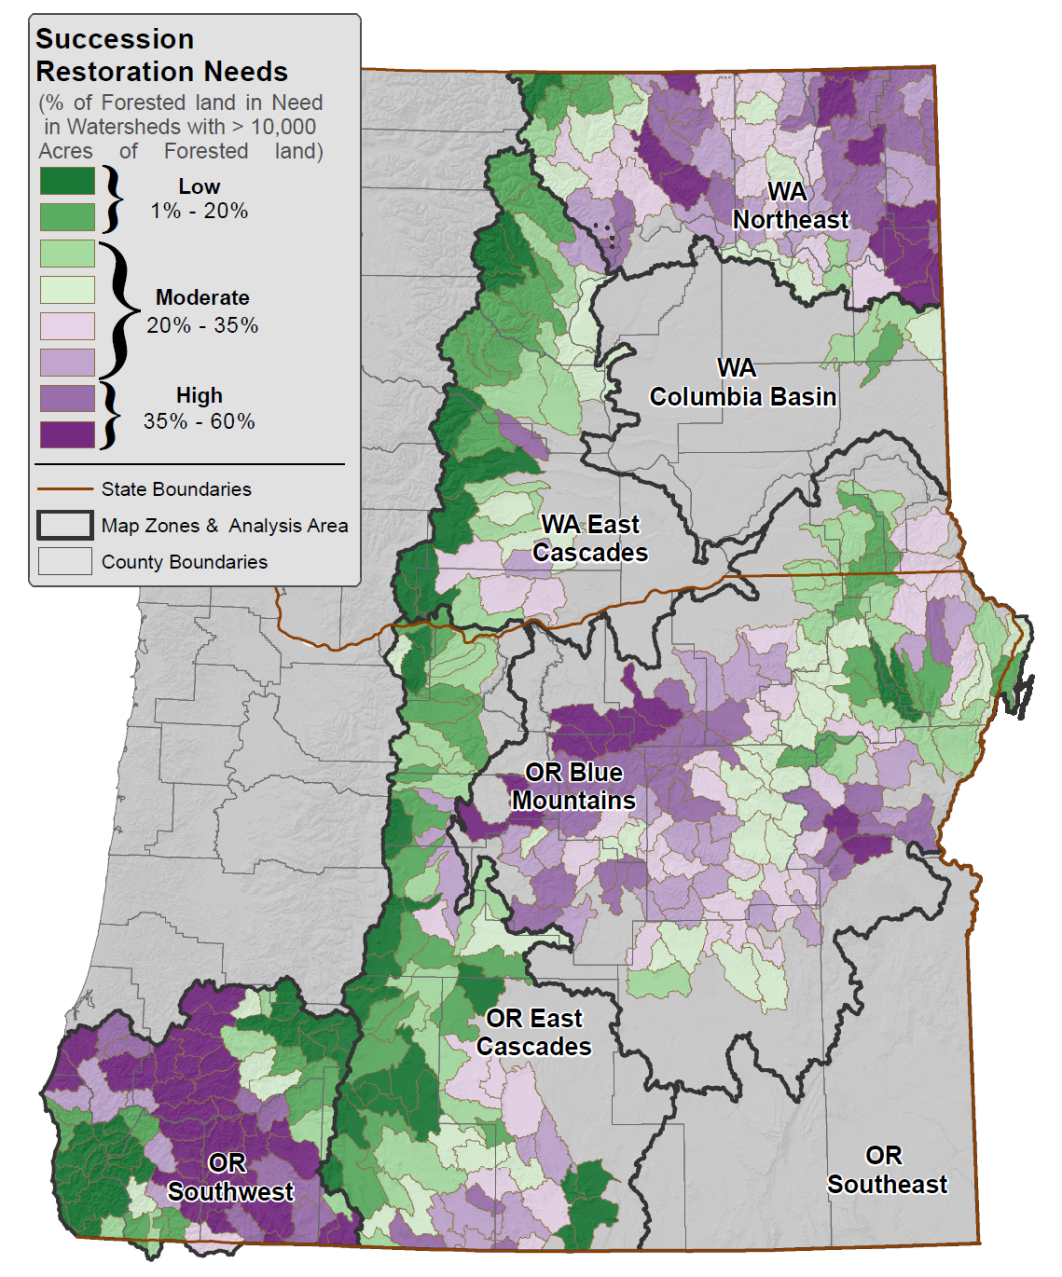 Succession
Restoration Needs
(% of Forested land in Need
in Watersheds with > 10,000
Acres of Forested land)
Low
1% - 20%
Moderate
20% - 35%
High
35% - 60%
State Boundaries
Map Zones & Analysis Area
County Boundaries
WA
Northeast
WA
Columbia Basin
WA East
Cascades
OR Blue
Mountains
OR East
Cascades
OR
Southwest
OR
Southeast